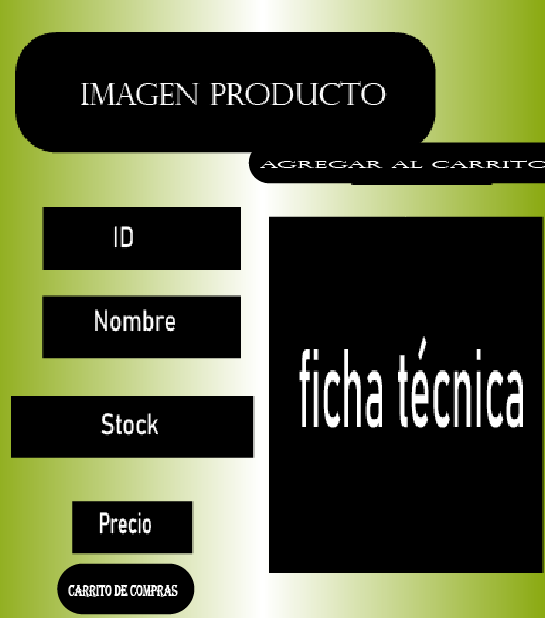 IMAGEN PRODUCTO
AGREGAR AL CARRITO
ID
Nombre
ficha técnica
Stock
Precio
CARRITO DE COMPRAS